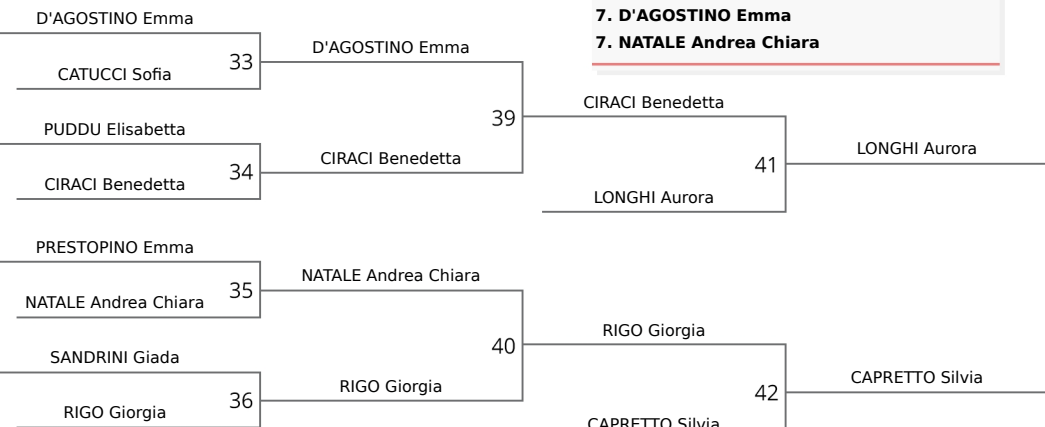 D'AGOSTINO Emma
33
CATUCCI Sofia
PUDDU Elisabetta
34
CIRACI Benedetta
PRESTOPINO Emma
35
NATALE Andrea Chiara
SANDRINI Giada
36
RIGO Giorgia
D'AGOSTINO Emma
39
CIRACI Benedetta
NATALE Andrea Chiara
40
RIGO Giorgia
7. D'AGOSTINO Emma
7. NATALE Andrea Chiara
CIRACI Benedetta
41
LONGHI Aurora
RIGO Giorgia
42
CAPRETTO Silvia
LONGHI Aurora
CAPRETTO Silvia